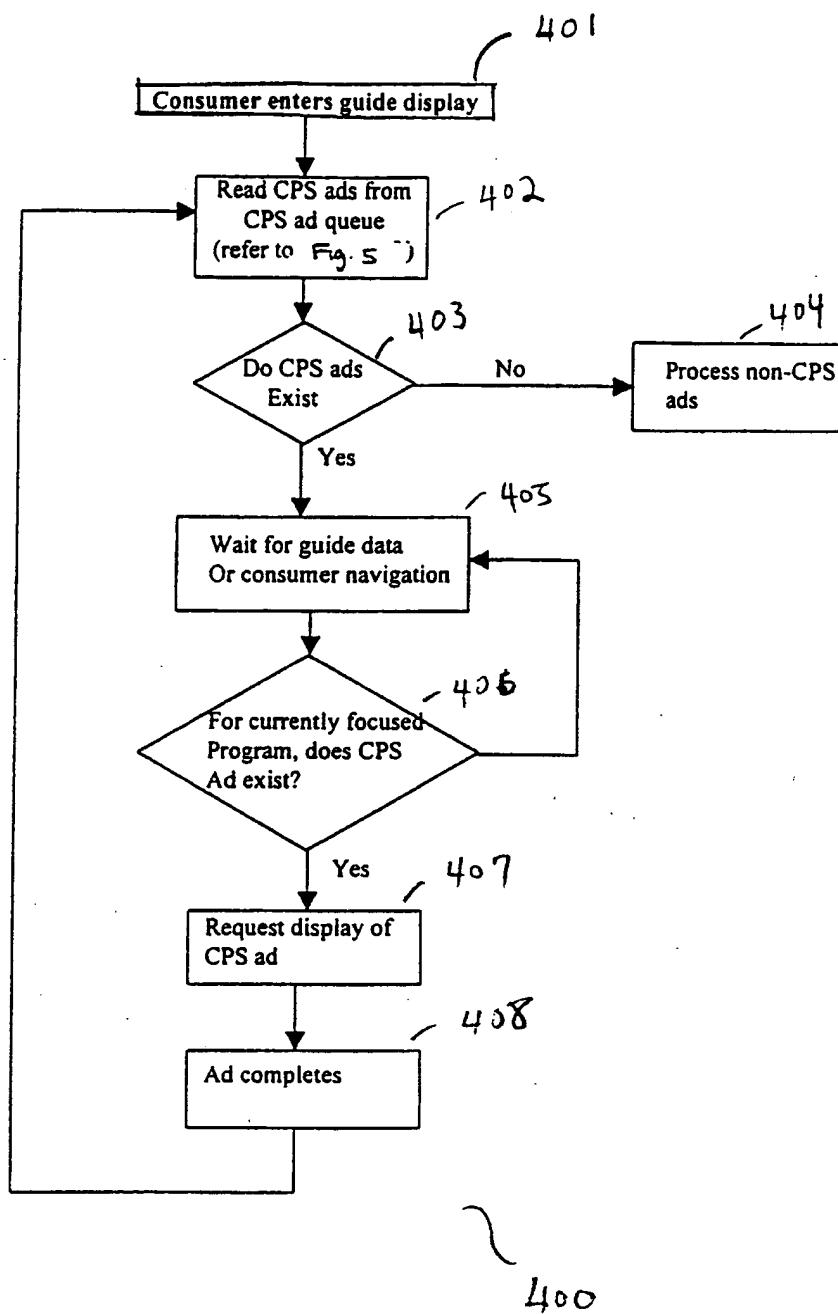 401
Consumer enters guide display
Read CPS ads from
CPS ad queue
(refer to Fig. 5 )
402
403
Do CPS ads
Exist
No
404
Process non-CPS
ads
Yes
405
Wait for guide data
Or consumer navigation
406
For currently focused
Program, does CPS
Ad exist?
Yes
407
Request display of
CPS ad
408
Ad completes
400